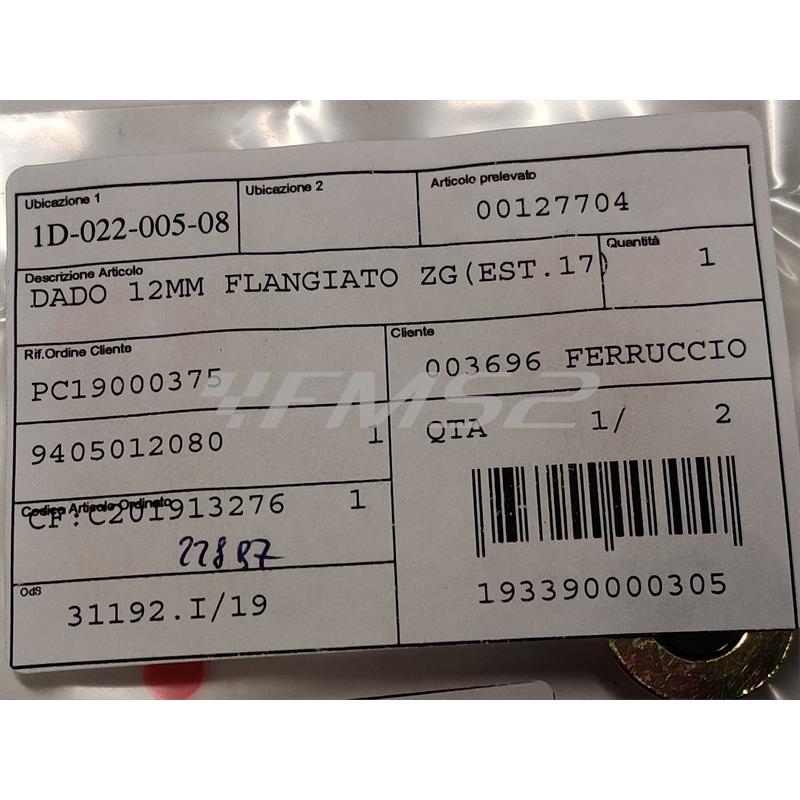 Ubicazione 1
1D-022-005-08
Ubicazione 2
Articolo prelevato
00127704
Descrizione Articolo
DADO 12MM FLANGIATO ZG(EST.17)
Quantità
1
Rif.Ordine Cliente
PC19000375
Cliente
003696 FERRUCCIO
9405012080 1
QTA 1/ 2
Codice Articolo Ordinato
CF:C201913276 1
OdS
31192.I/19
193390000305
FMS2